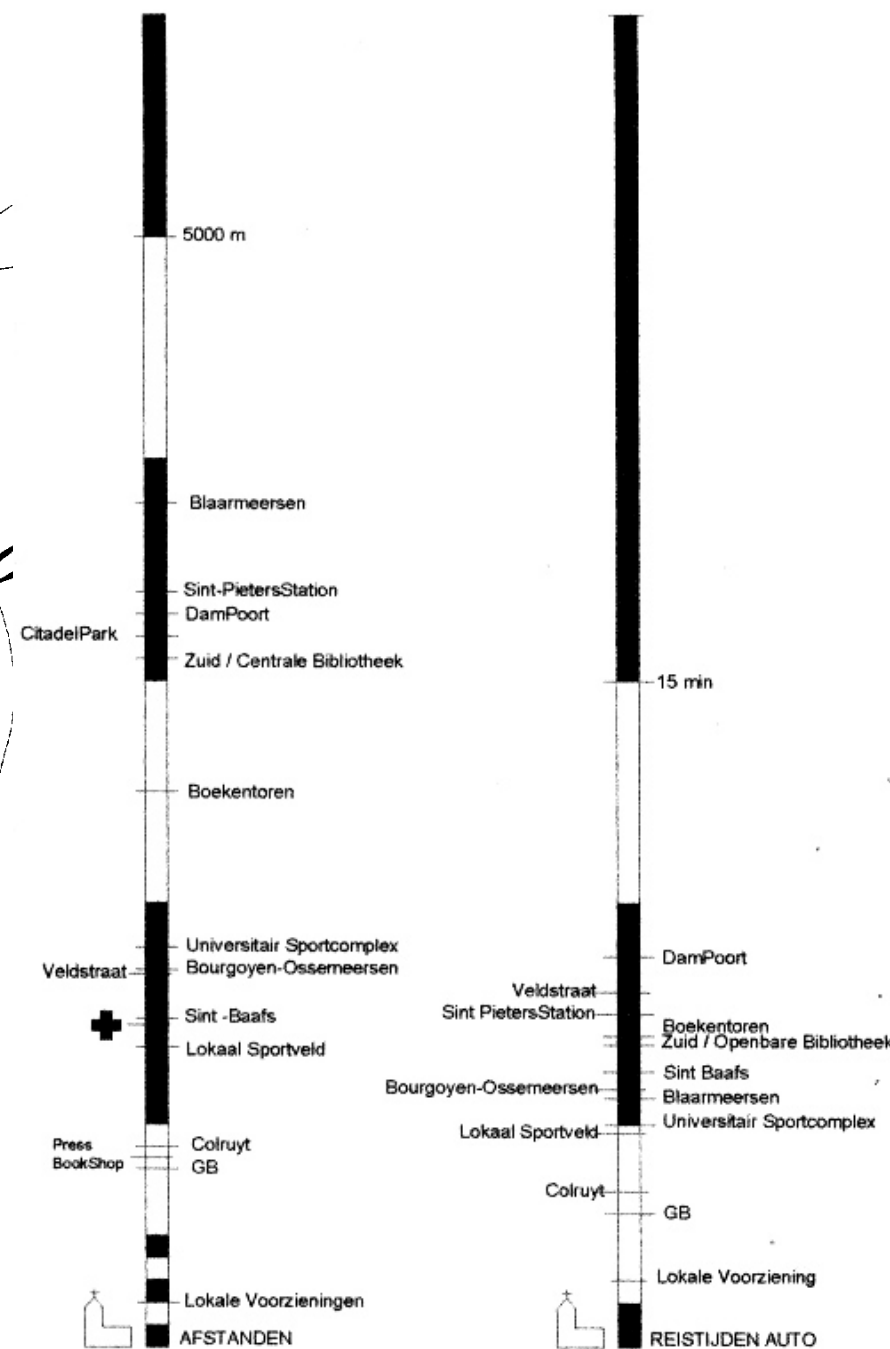 5000 m
Blaarmeersen
Sint-PietersStation
DamPoort
CitadelPark
Zuid / Centrale Bibliotheek
Boekentoren
Universitair Sportcomplex
Veldstraat
Bourgoyen-Ossemeersen
Sint -Baafs
Lokaal Sportveld
Press
BookShop
Colruyt
GB
Lokale Voorzieningen
AFSTANDEN
15 min
DamPoort
Veldstraat
Sint PietersStation
Boekentoren
Zuid / Openbare Bibliotheek
Sint Baafs
Bourgoyen-Ossemeersen
Blaarmeersen
Universitair Sportcomplex
Lokaal Sportveld
Colruyt
GB
Lokale Voorziening
REISTIJDEN AUTO